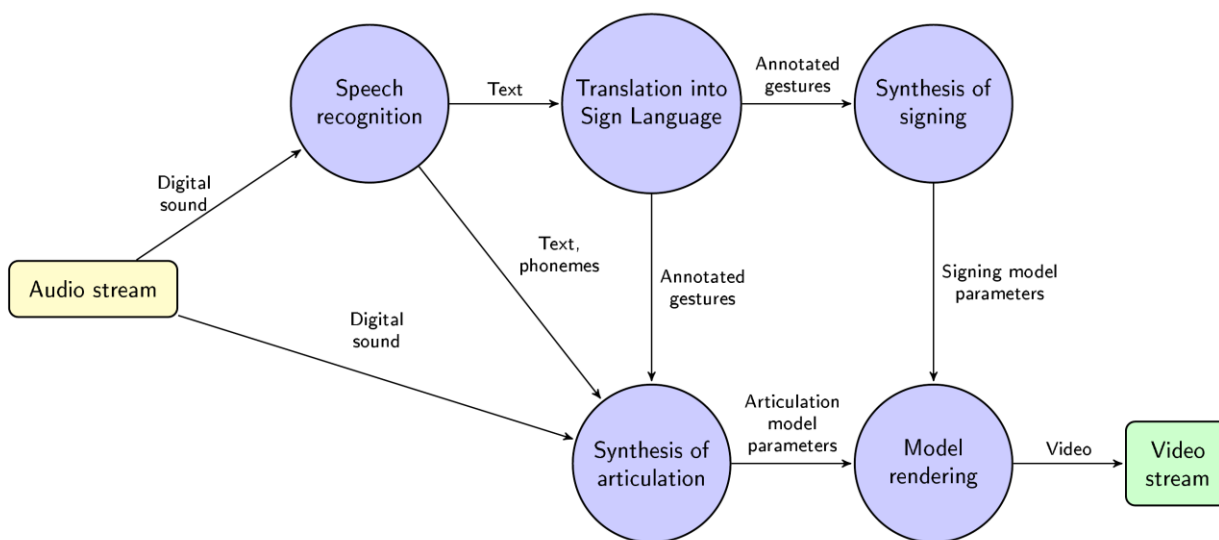 Speech
recognition
Text
Translation into
Sign Language
Annotated
gestures
Synthesis of
signing
Digital
sound
Audio stream
Text,
phonemes
Annotated
gestures
Signing model
parameters
Digital
sound
Synthesis of
articulation
Articulation
model
parameters
Model
rendering
Video
Video
stream